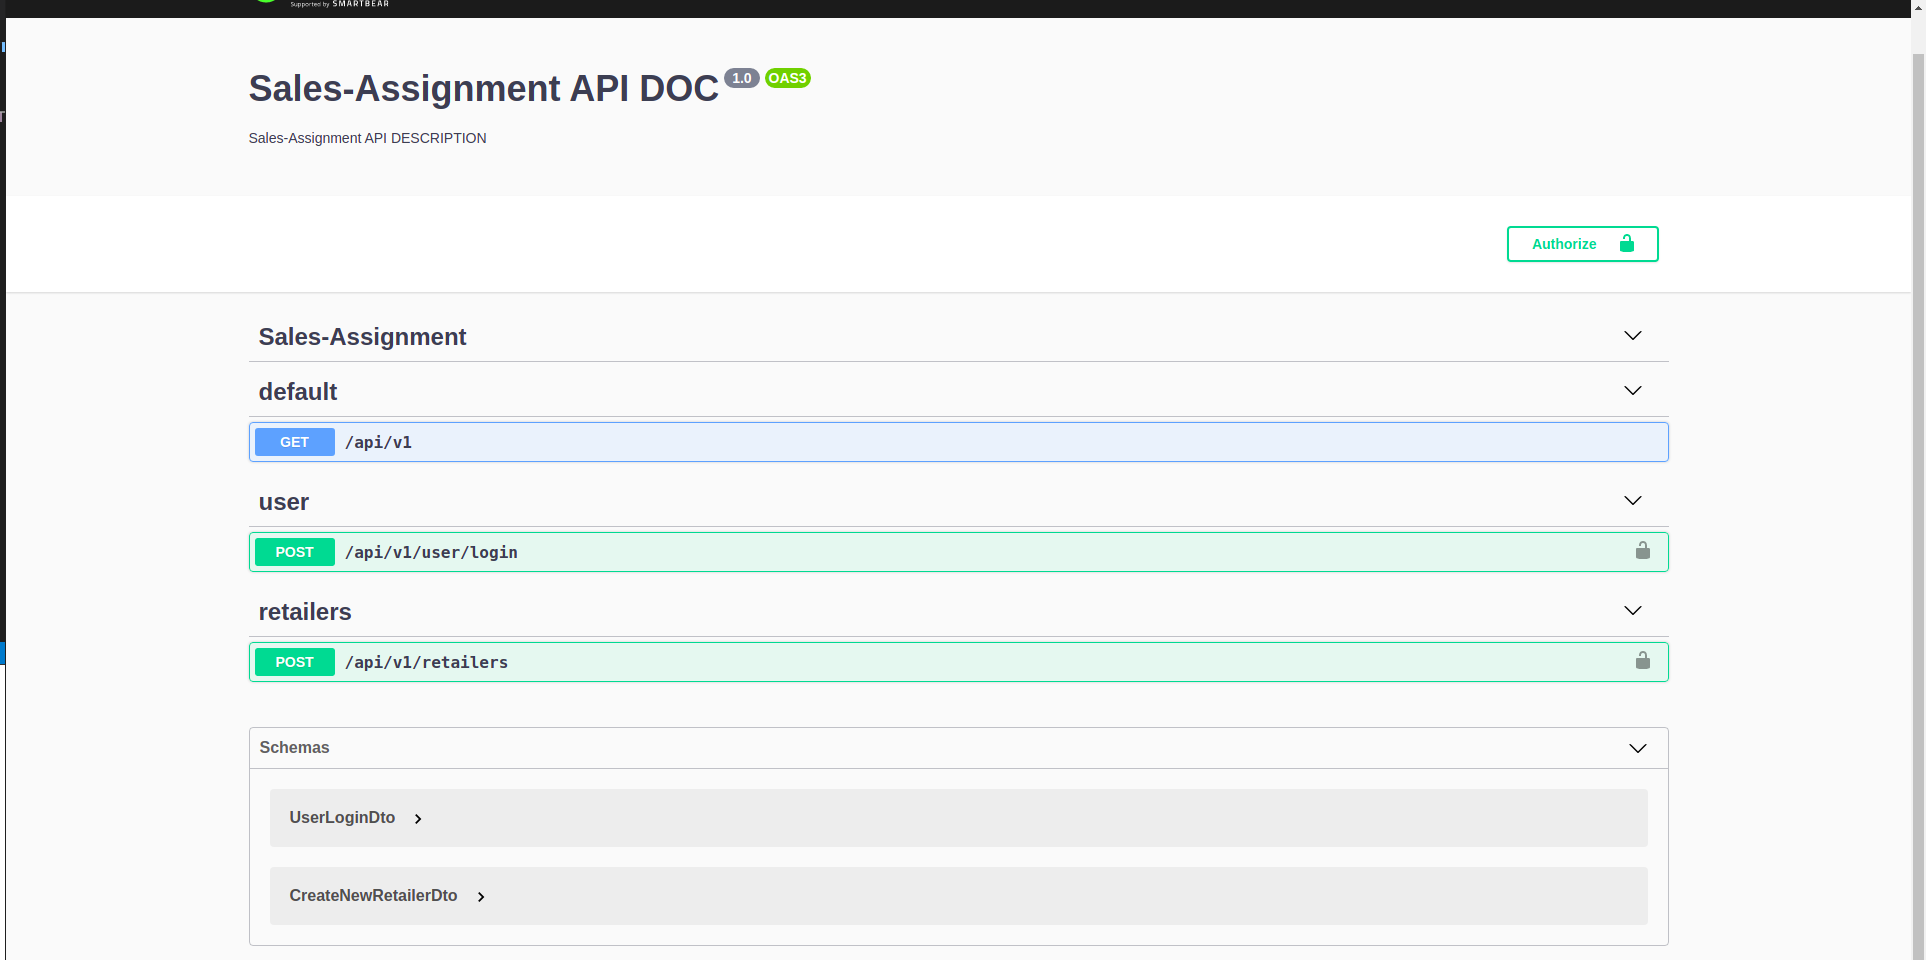 Supported by SMARTBEAR
Sales-Assignment API DOC 1.0 OAS3
Sales-Assignment API DESCRIPTION
Authorize
Sales-Assignment
default
GET /api/v1
user
POST /api/v1/user/login
retailers
POST /api/v1/retailers
Schemas
UserLoginDto
CreateNewRetailerDto